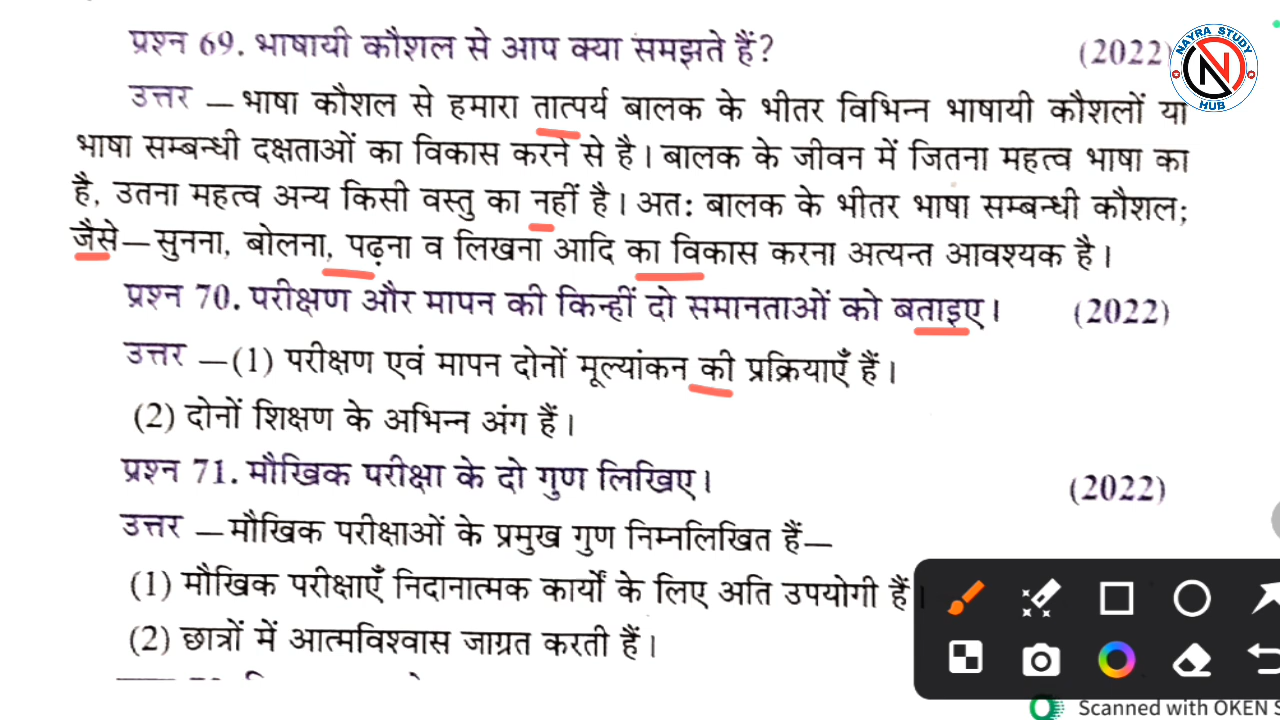 प्रश्न 69. भाषायी कौशल से आप क्या समझते हैं? (2022)
NAYRA STUDY
N
HUB
उत्तर —भाषा कौशल से हमारा तात्पर्य बालक के भीतर विभिन्न भाषायी कौशलों या
भाषा सम्बन्धी दक्षताओं का विकास करने से है। बालक के जीवन में जितना महत्व भाषा का
है, उतना महत्व अन्य किसी वस्तु का नहीं है। अतः बालक के भीतर भाषा सम्बन्धी कौशल;
जैसे—सुनना, बोलना, पढ़ना व लिखना आदि का विकास करना अत्यन्त आवश्यक है।
प्रश्न 70. परीक्षण और मापन की किन्हीं दो समानताओं को बताइए। (2022)
उत्तर —(1) परीक्षण एवं मापन दोनों मूल्यांकन की प्रक्रियाएँ हैं।
(2) दोनों शिक्षण के अभिन्न अंग हैं।
प्रश्न 71. मौखिक परीक्षा के दो गुण लिखिए। (2022)
उत्तर —मौखिक परीक्षाओं के प्रमुख गुण निम्नलिखित हैं—
(1) मौखिक परीक्षाएँ निदानात्मक कार्यों के लिए अति उपयोगी हैं।
(2) छात्रों में आत्मविश्वास जाग्रत करती हैं।
Scanned with OKEN S